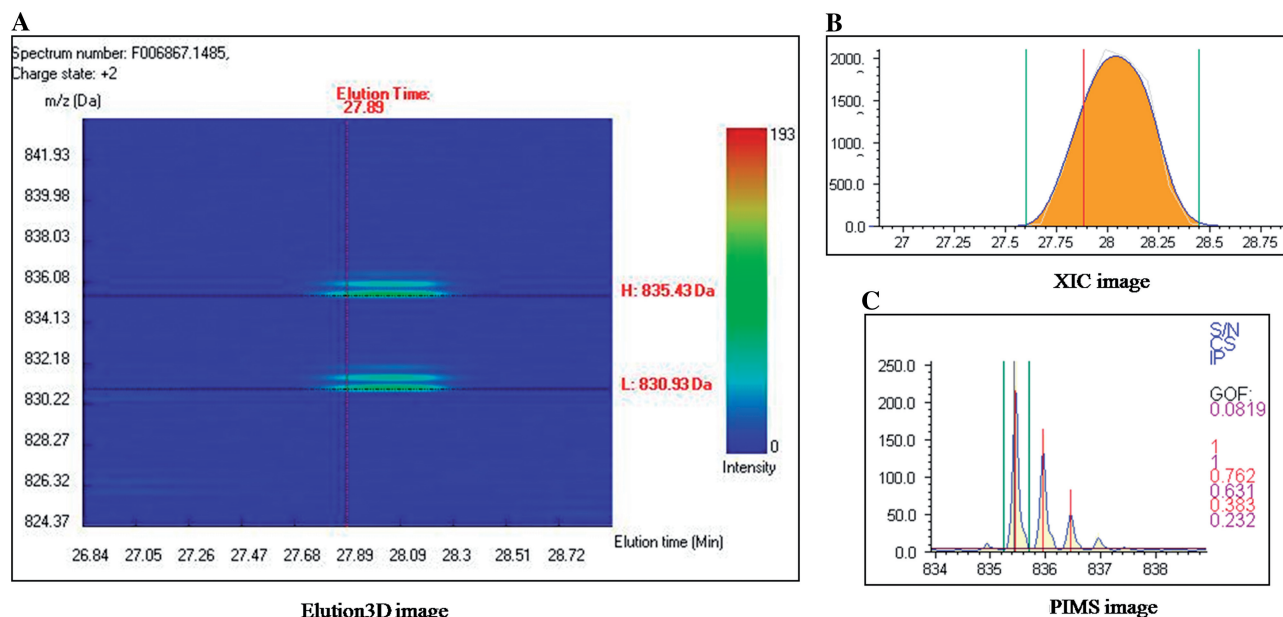 A
Spectrum number: F006867.1485,
Charge state: +2
m/z (Da)
Elution Time:
27.89
841.93
839.98
838.03
836.08
834.13
832.18
830.22
828.27
826.32
824.37
H: 835.43 Da
L: 830.93 Da
193
0
Intensity
Elution time (Min)
26.84 27.05 27.26 27.47 27.68 27.89 28.09 28.3 28.51 28.72
Elution3D image
B
2000.
1500.
1000.
500.0
0.0
27 27.25 27.5 27.75 28 28.25 28.5 28.75
XIC image
C
250.0
200.0
150.0
100.0
50.0
0.0
834 835 836 837 838
S/N
CS
IP
GOF:
0.0819
1
1
0.762
0.631
0.383
0.232
PIMS image